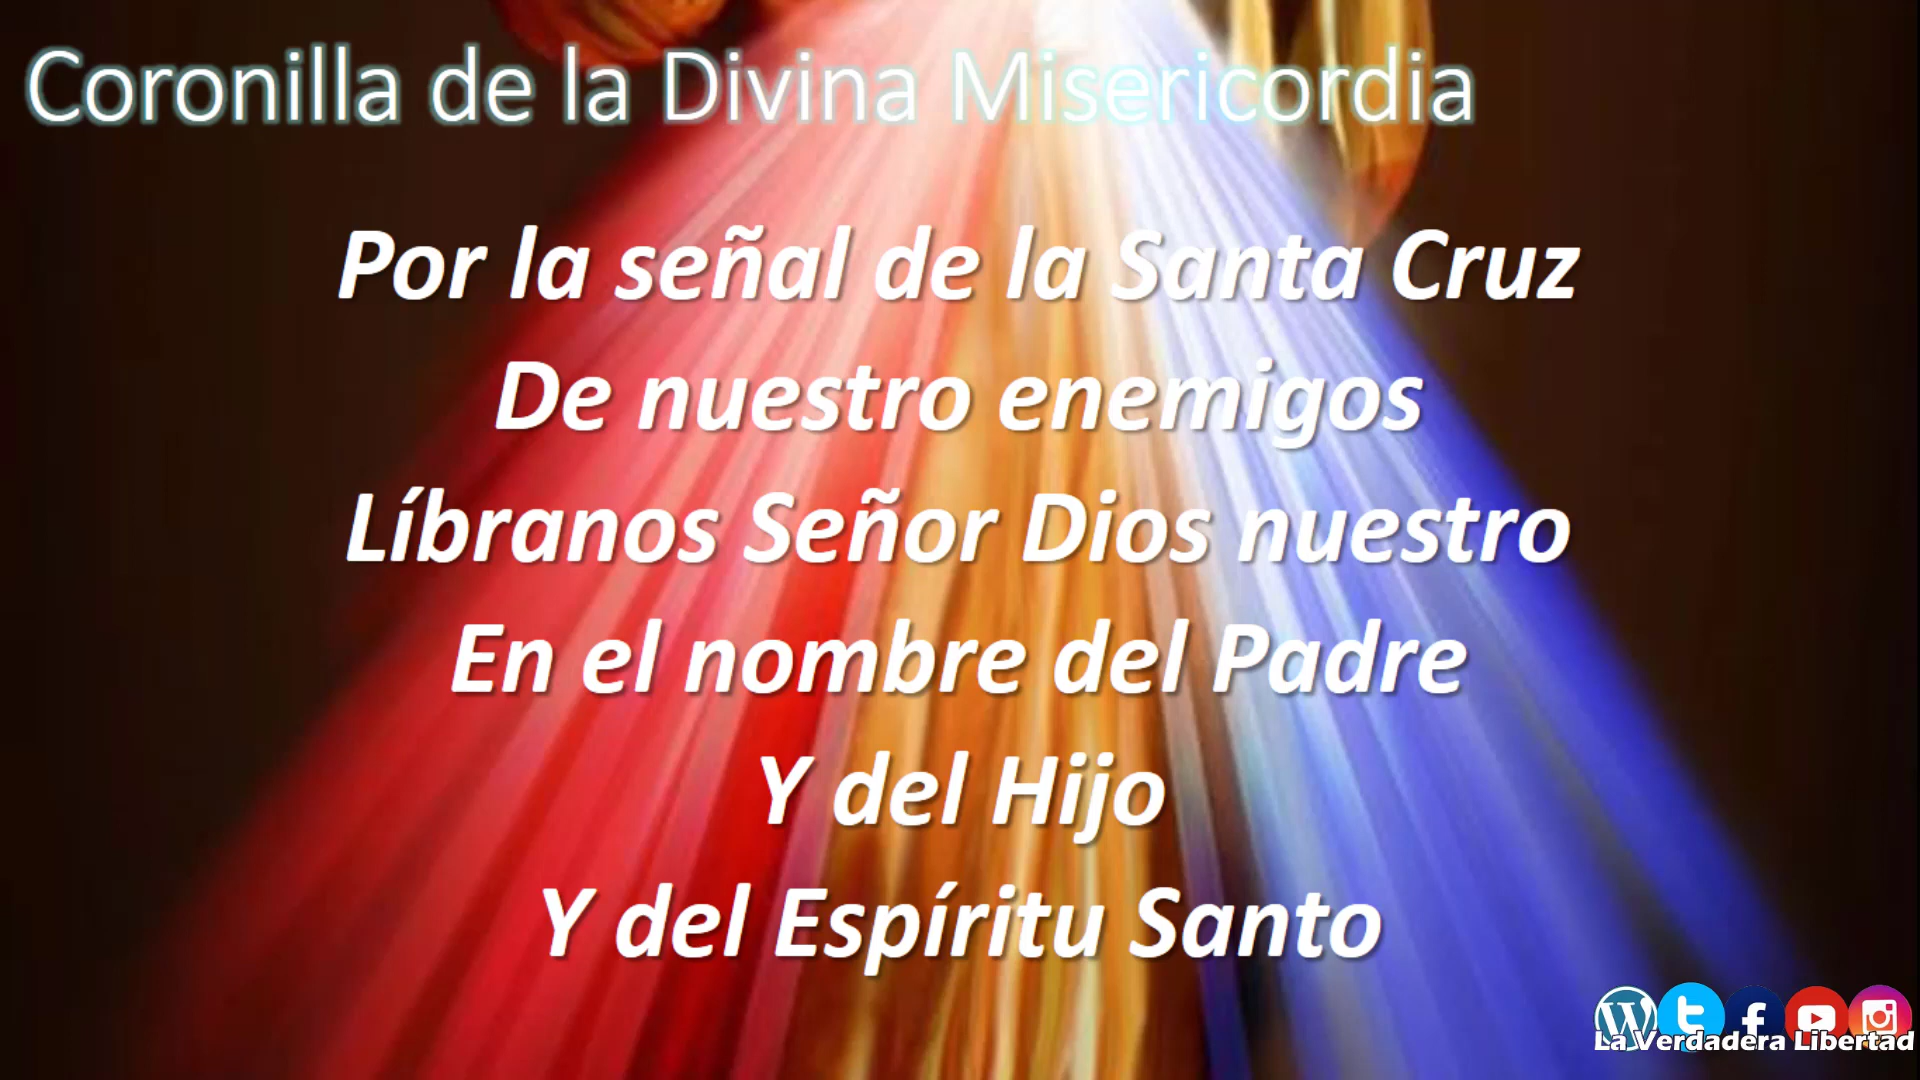 Coronilla de la Divina Misericordia
Por la señal de la Santa Cruz
De nuestro enemigos
Líbranos Señor Dios nuestro
En el nombre del Padre
Y del Hijo
Y del Espíritu Santo
La Verdadera Libertad